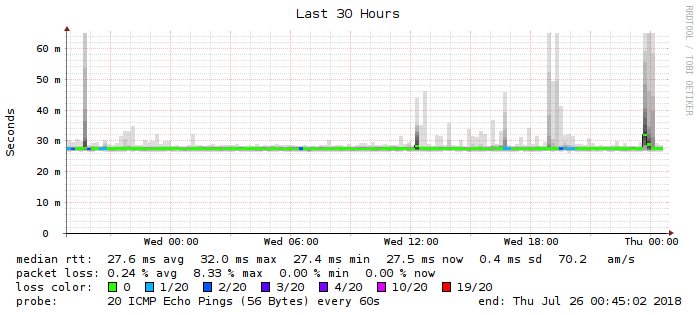 Last 30 Hours
RRDTOOL / TOBI OETIKER
Seconds
60 m
50 m
40 m
30 m
20 m
10 m
0
Wed 00:00 Wed 06:00 Wed 12:00 Wed 18:00 Thu 00:00
median rtt: 27.6 ms avg 32.0 ms max 27.4 ms min 27.5 ms now 0.4 ms sd 70.2 am/s
packet loss: 0.24 % avg 8.33 % max 0.00 % min 0.00 % now
loss color: 0 1/20 2/20 3/20 4/20 10/20 19/20
probe: 20 ICMP Echo Pings (56 Bytes) every 60s end: Thu Jul 26 00:45:02 2018